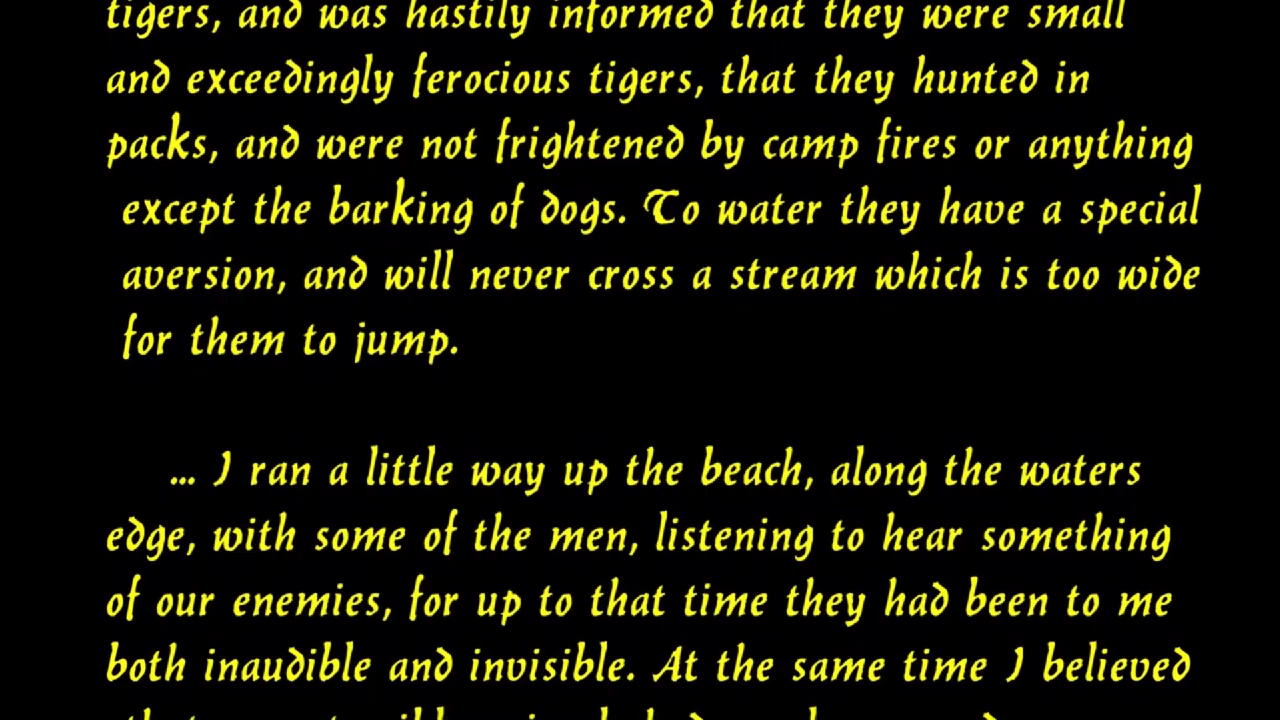 tigers, and was hastily informed that they were small
and exceedingly ferocious tigers, that they hunted in
packs, and were not frightened by camp fires or anything
except the barking of dogs. To water they have a special
aversion, and will never cross a stream which is too wide
for them to jump.
... I ran a little way up the beach, along the waters
edge, with some of the men, listening to hear something
of our enemies, for up to that time they had been to me
both inaudible and invisible. At the same time I believed